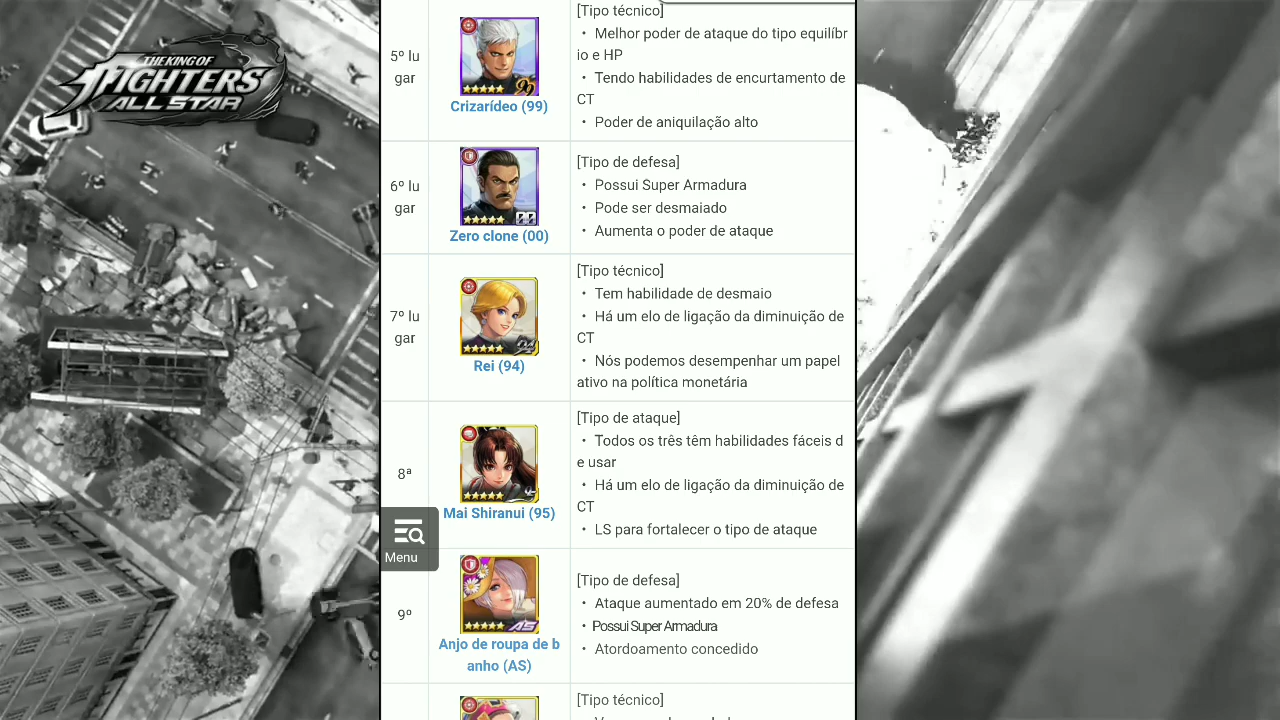 THE KING OF
FIGHTERS
ALL STAR
[Tipo técnico]
5º lu
gar
99
Crizarídeo (99)
・ Melhor poder de ataque do tipo equilíbr
io e HP
・ Tendo habilidades de encurtamento de
CT
・ Poder de aniquilação alto
6º lu
gar
00
Zero clone (00)
[Tipo de defesa]
・ Possui Super Armadura
・ Pode ser desmaiado
・ Aumenta o poder de ataque
7º lu
gar
94
Rei (94)
[Tipo técnico]
・ Tem habilidade de desmaio
・ Há um elo de ligação da diminuição de
CT
・ Nós podemos desempenhar um papel
ativo na política monetária
8ª
Mai Shiranui (95)
[Tipo de ataque]
・ Todos os três têm habilidades fáceis d
e usar
・ Há um elo de ligação da diminuição de
CT
・ LS para fortalecer o tipo de ataque
Menu
9º
AS
Anjo de roupa de b
anho (AS)
[Tipo de defesa]
・ Ataque aumentado em 20% de defesa
・ Possui Super Armadura
・ Atordoamento concedido
[Tipo técnico]